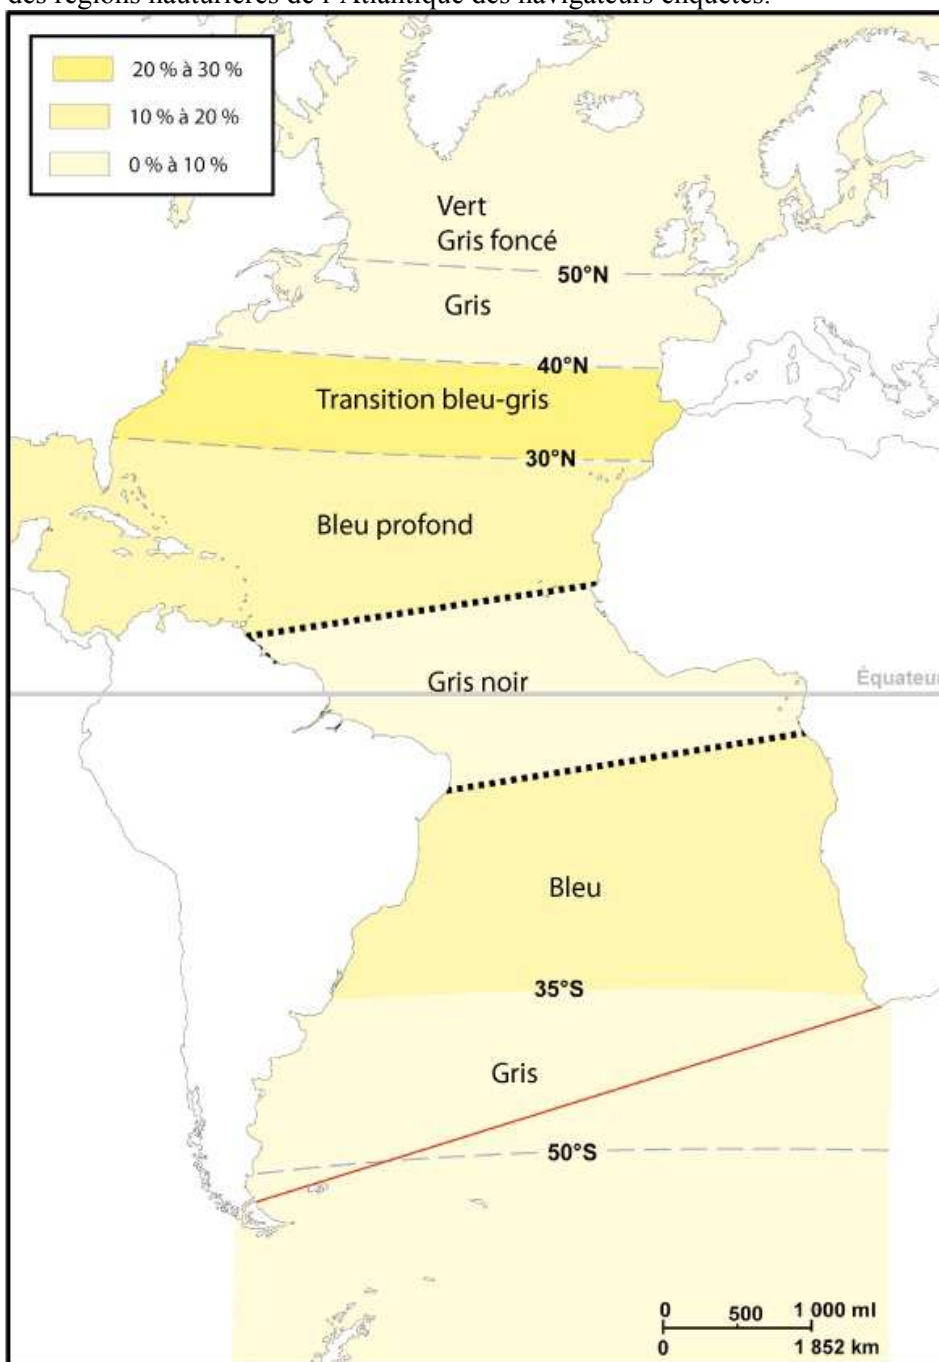 des régions hauturières de l'Atlantique des navigateurs enquêtés.
20 % à 30 %
10 % à 20 %
0 % à 10 %
Vert
Gris foncé
50°N
Gris
40°N
Transition bleu-gris
30°N
Bleu profond
Équateur
Gris noir
Bleu
35°S
Gris
50°S
0 500 1 000 ml
0 1 852 km